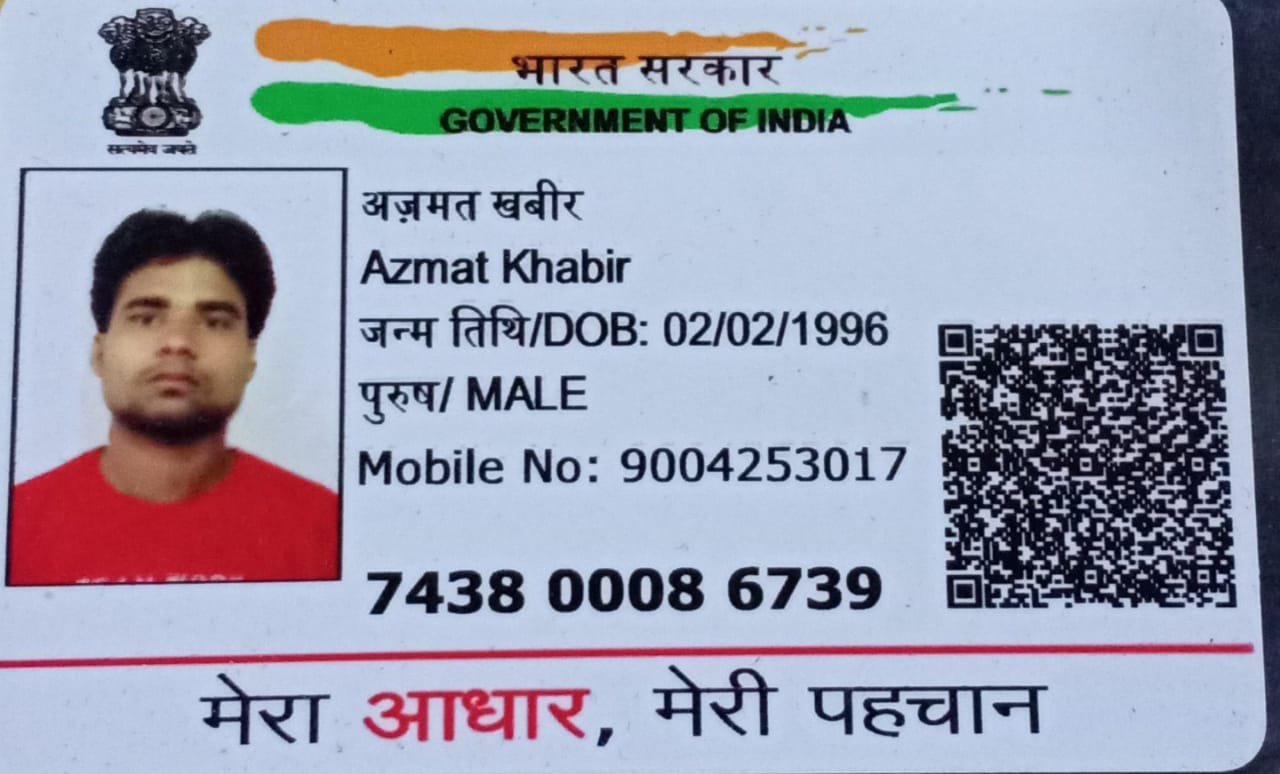 भारत सरकार
GOVERNMENT OF INDIA
सत्यमेव जयते
अज़मत खबीर
Azmat Khabir
जन्म तिथि/DOB: 02/02/1996
पुरुष/ MALE
Mobile No: 9004253017
7438 0008 6739
मेरा आधार, मेरी पहचान